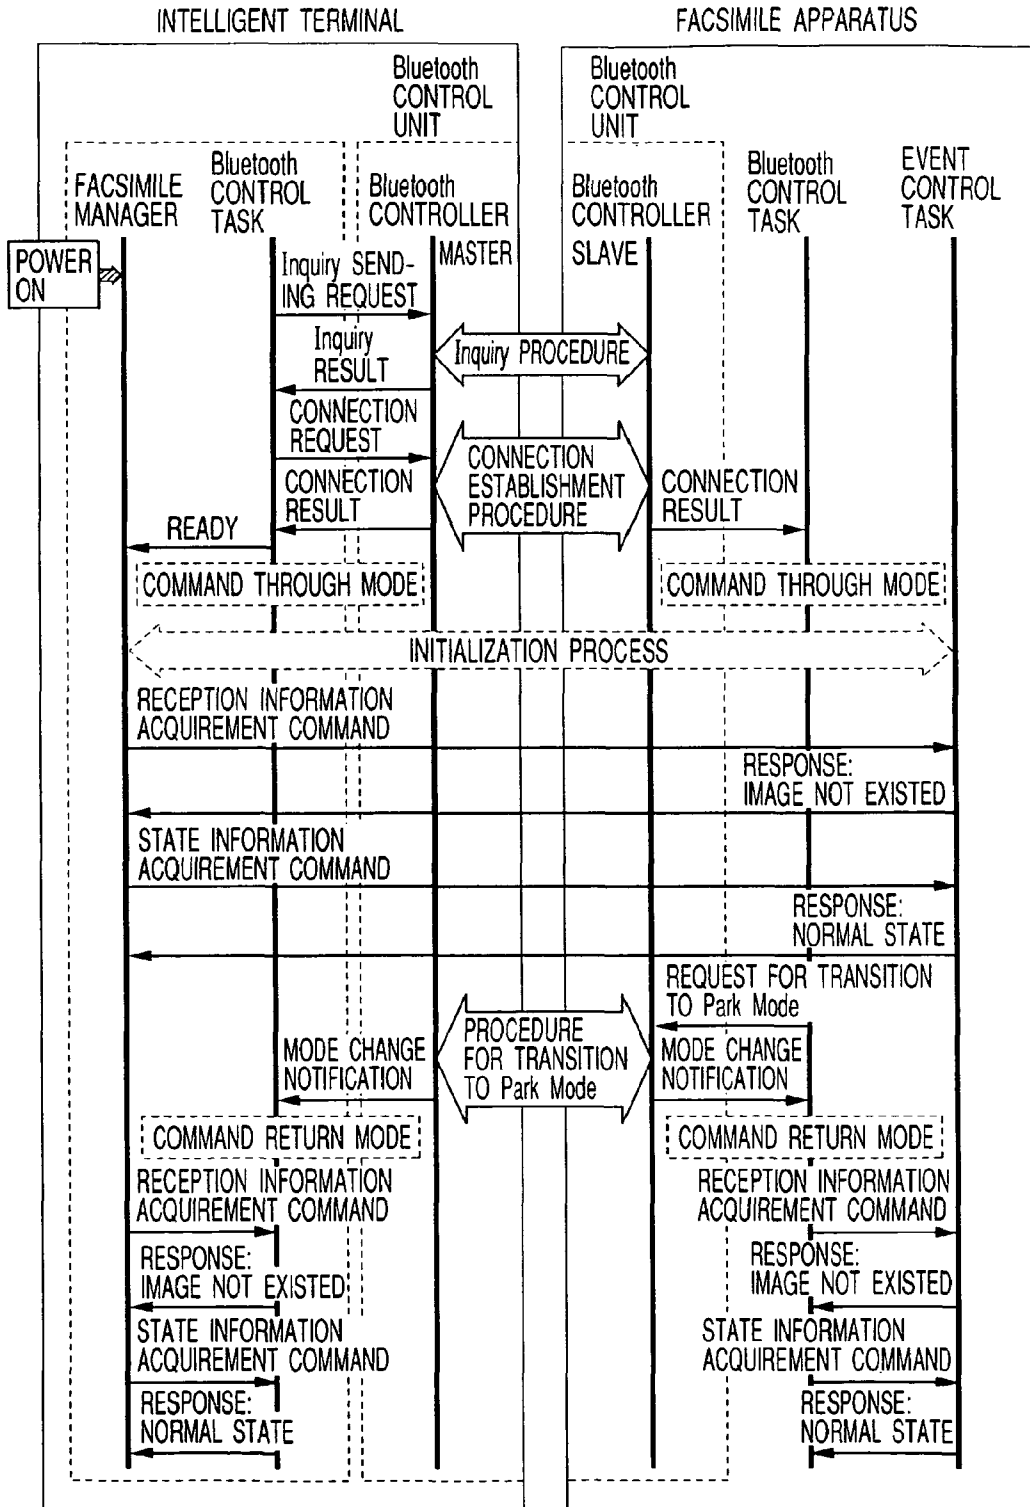 INTELLIGENT TERMINAL
FACSIMILE APPARATUS
Bluetooth
CONTROL
UNIT
Bluetooth
CONTROL
UNIT
FACSIMILE
MANAGER
Bluetooth
CONTROL
TASK
Bluetooth
CONTROLLER
Bluetooth
CONTROLLER
Bluetooth
CONTROL
TASK
EVENT
CONTROL
TASK
POWER
ON
MASTER
SLAVE
Inquiry SEND-
ING REQUEST
Inquiry
RESULT
Inquiry PROCEDURE
CONNECTION
REQUEST
CONNECTION
RESULT
CONNECTION
ESTABLISHMENT
PROCEDURE
CONNECTION
RESULT
READY
COMMAND THROUGH MODE
COMMAND THROUGH MODE
INITIALIZATION PROCESS
RECEPTION INFORMATION
ACQUIREMENT COMMAND
RESPONSE:
IMAGE NOT EXISTED
STATE INFORMATION
ACQUIREMENT COMMAND
RESPONSE:
NORMAL STATE
REQUEST FOR TRANSITION
TO Park Mode
PROCEDURE
FOR TRANSITION
TO Park Mode
MODE CHANGE
NOTIFICATION
MODE CHANGE
NOTIFICATION
COMMAND RETURN MODE
COMMAND RETURN MODE
RECEPTION INFORMATION
ACQUIREMENT COMMAND
RECEPTION INFORMATION
ACQUIREMENT COMMAND
RESPONSE:
IMAGE NOT EXISTED
RESPONSE:
IMAGE NOT EXISTED
STATE INFORMATION
ACQUIREMENT COMMAND
STATE INFORMATION
ACQUIREMENT COMMAND
RESPONSE:
NORMAL STATE
RESPONSE:
NORMAL STATE